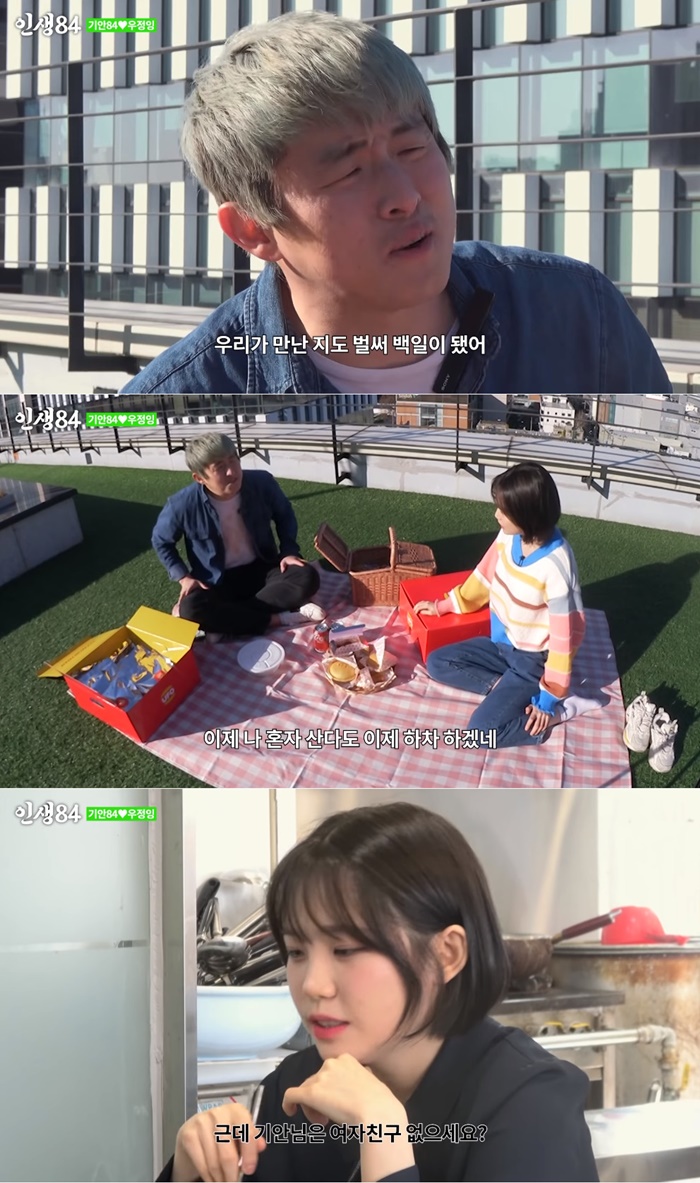 인생84 기안84♥우정잉
우리가 만난 지도 벌써 백일이 됐어
인생84 기안84♥우정잉
이제 나 혼자 산다도 이제 하차 하겠네
인생84 기안84♥우정잉
근데 기안님은 여자친구 없으세요?